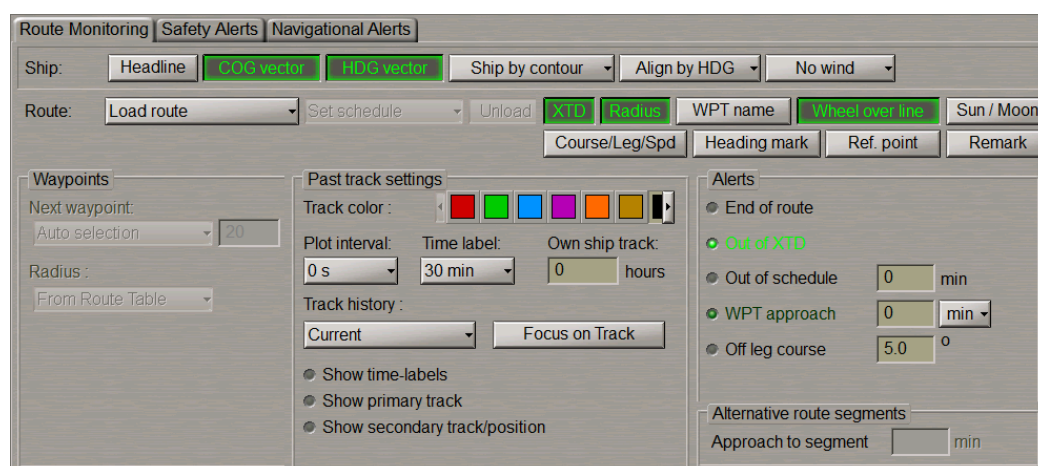 Route Monitoring Safety Alerts Navigational Alerts
Ship: Headline COG vector HDG vector Ship by contour Align by HDG No wind
Route: Load route Set schedule Unload XTD Radius WPT name Wheel over line Sun / Moon
Course/Leg/Spd Heading mark Ref. point Remark
Waypoints
Next waypoint:
Auto selection 20
Radius :
From Route Table
Past track settings
Track color :
Plot interval: Time label: Own ship track:
0 s 30 min 0 hours
Track history :
Current Focus on Track
Show time-labels
Show primary track
Show secondary track/position
Alerts
End of route
Out of XTD
Out of schedule 0 min
WPT approach 0 min
Off leg course 5.0 o
Alternative route segments
Approach to segment min